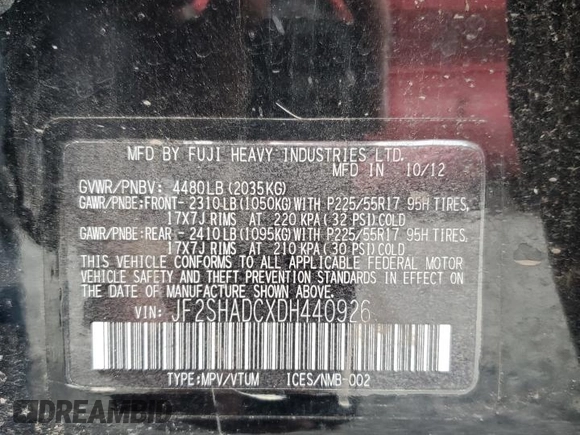 MFD BY FUJI HEAVY INDUSTRIES LTD.
MFD IN 10/12
GVWR/PNBV: 4480LB(2035KG)
GAWR/PNBE:FRONT- 2310LB(1050KG)WITH P225/55R17 95H TIRES,
17X7J RIMS AT 220 KPA(32 PSI)COLD
GAWR/PNBE:REAR - 2410LB(1095KG)WITH P225/55R17 95H TIRES,
17X7J RIMS AT 210 KPA(30 PSI)COLD
THIS VEHICLE CONFORMS TO ALL APPLICABLE FEDERAL MOTOR
VEHICLE SAFETY AND THEFT PREVENTION STANDARDS IN EFFECT
ON THE DATE OF MANUFACTURE SHOWN ABOVE.
VIN: JF2SHADCXDH440926
TYPE:MPV/VTUM ICES/NMB-002
DREAMBID